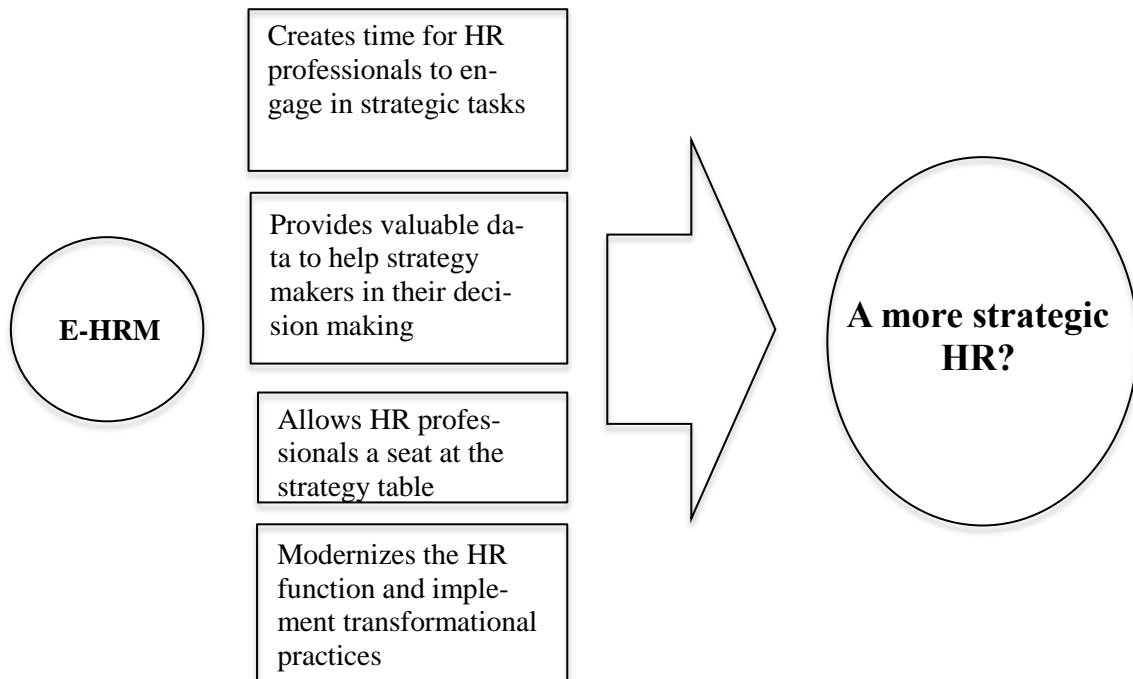 Creates time for HR
professionals to en-
gage in strategic tasks
Provides valuable da-
ta to help strategy
makers in their deci-
sion making
E-HRM
Allows HR profes-
sionals a seat at the
strategy table
Modernizes the HR
function and imple-
ment transformational
practices
A more strategic
HR?